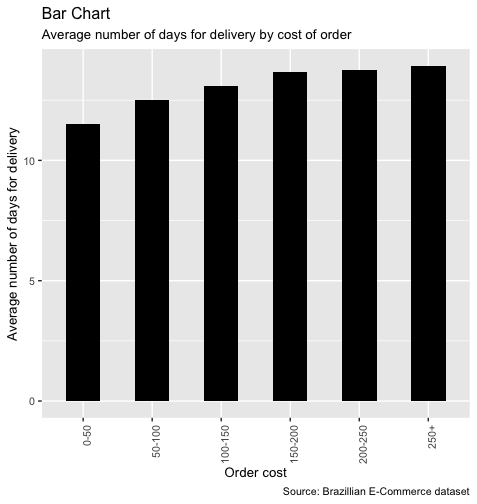 Bar Chart
Average number of days for delivery by cost of order
Average number of days for delivery
10
5
0
0-50
50-100
100-150
150-200
200-250
250+
Order cost
Source: Brazillian E-Commerce dataset